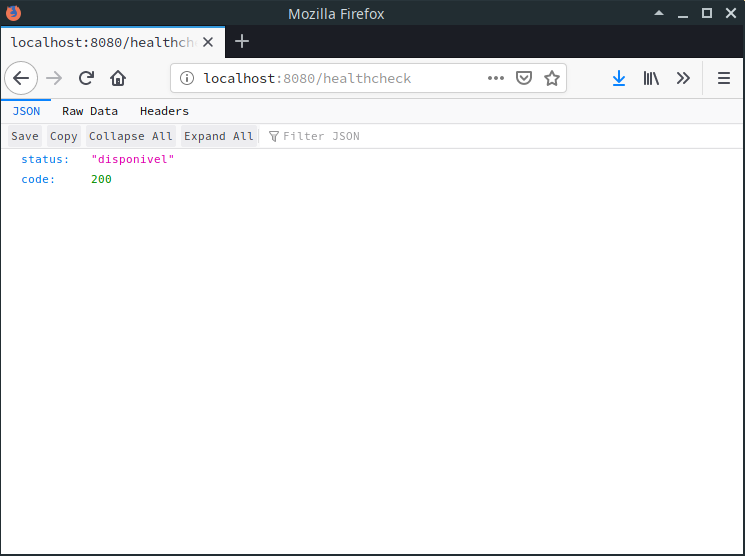 Mozilla Firefox
localhost:8080/healthch
localhost:8080/healthcheck
JSON Raw Data Headers
Save Copy Collapse All Expand All Filter JSON
status: "disponivel"
code: 200